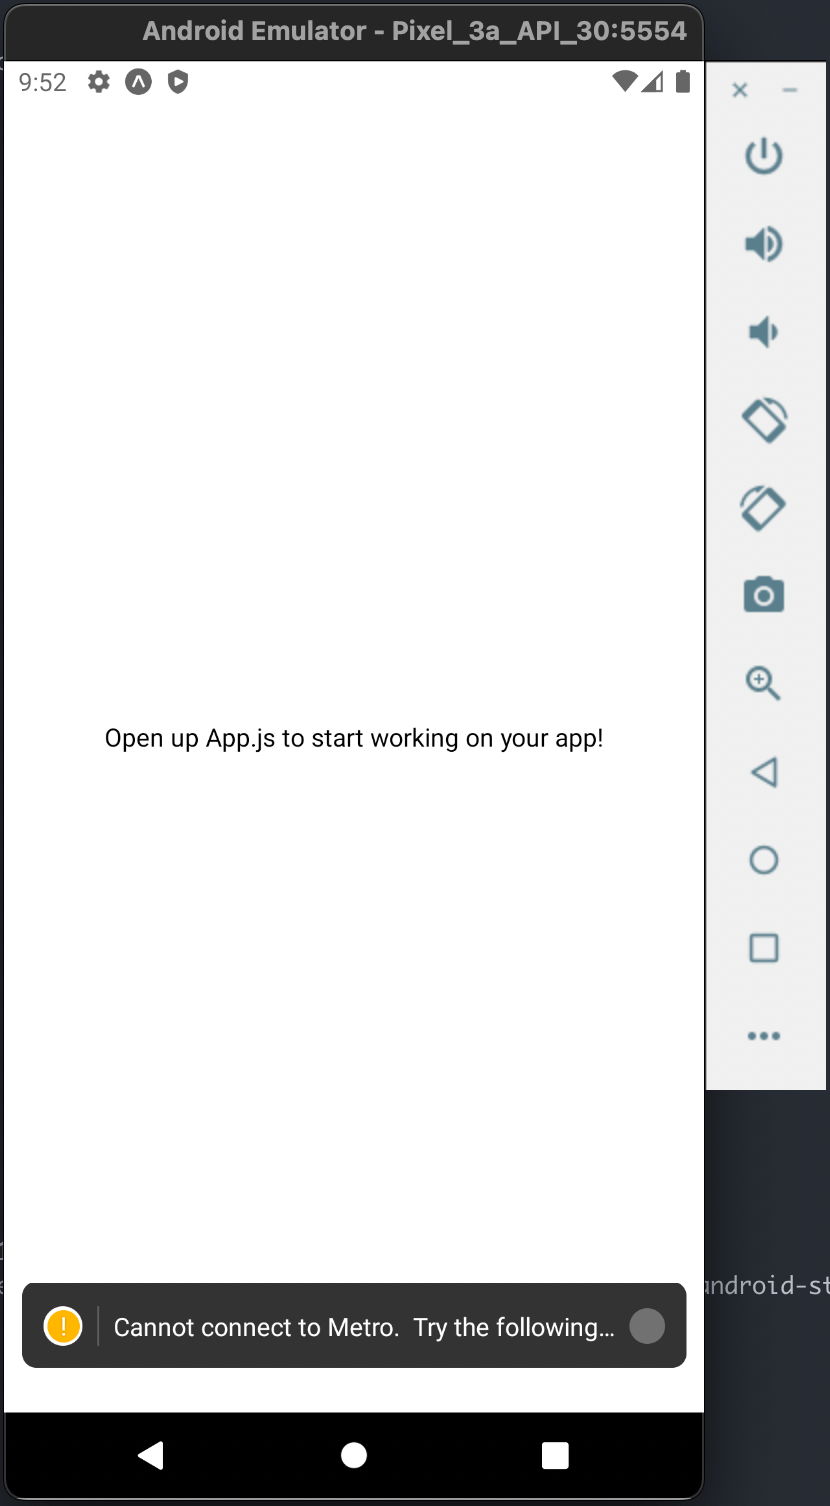 Android Emulator - Pixel_3a_API_30:5554
9:52
Open up App.js to start working on your app!
android-st
Cannot connect to Metro.  Try the following...